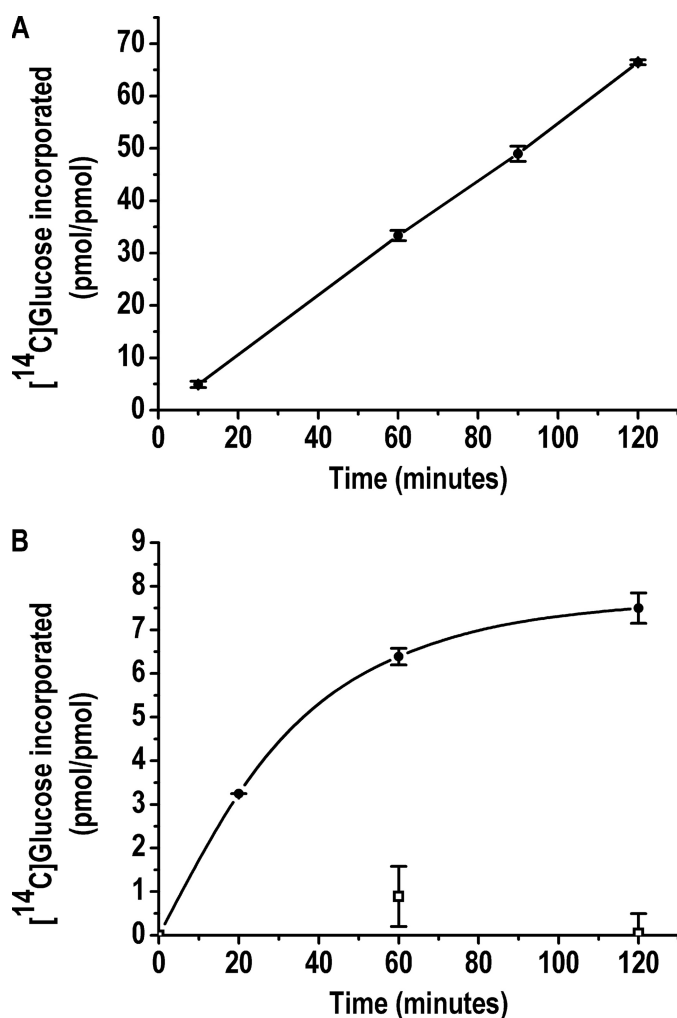 A
[¹⁴C]Glucose incorporated
(pmol/pmol)
70
60
50
40
30
20
10
0
0 20 40 60 80 100 120
Time (minutes)
B
[¹⁴C]Glucose incorporated
(pmol/pmol)
9
8
7
6
5
4
3
2
1
0
0 20 40 60 80 100 120
Time (minutes)